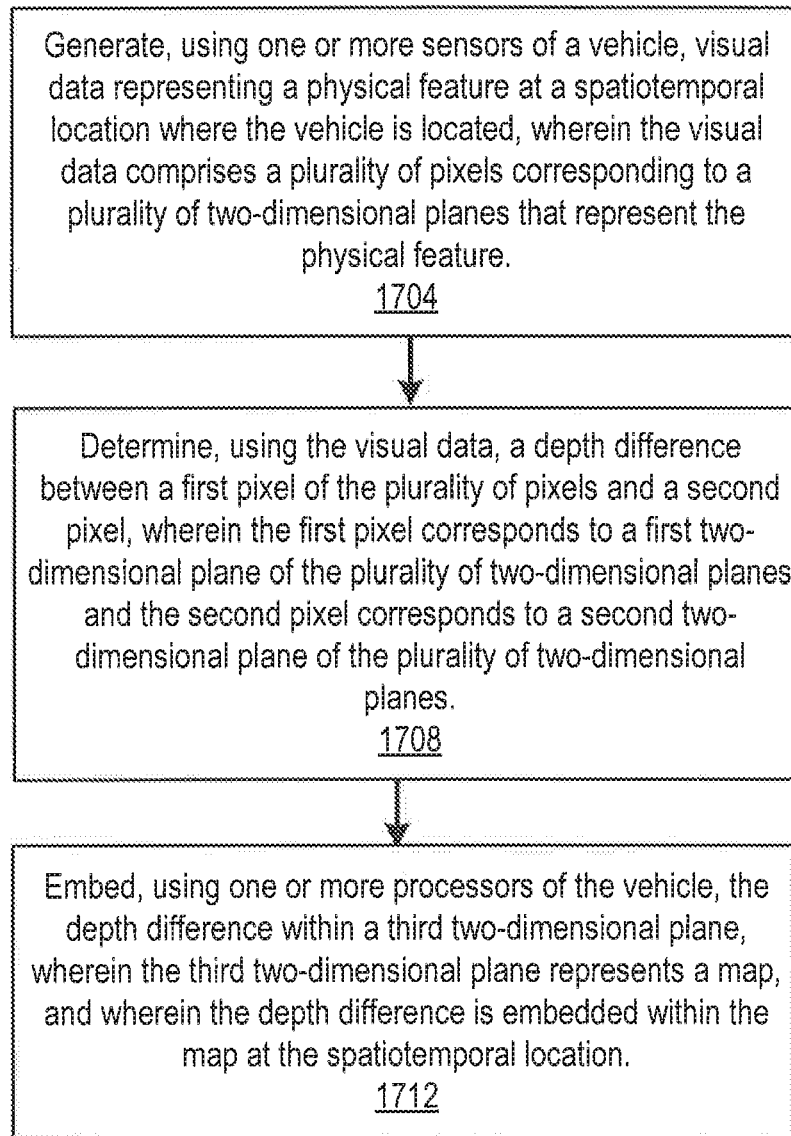 Generate, using one or more sensors of a vehicle, visual
data representing a physical feature at a spatiotemporal
location where the vehicle is located, wherein the visual
data comprises a plurality of pixels corresponding to a
plurality of two-dimensional planes that represent the
physical feature.
1704
Determine, using the visual data, a depth difference
between a first pixel of the plurality of pixels and a second
pixel, wherein the first pixel corresponds to a first two-
dimensional plane of the plurality of two-dimensional planes
and the second pixel corresponds to a second two-
dimensional plane of the plurality of two-dimensional
planes.
1708
Embed, using one or more processors of the vehicle, the
depth difference within a third two-dimensional plane,
wherein the third two-dimensional plane represents a map,
and wherein the depth difference is embedded within the
map at the spatiotemporal location.
1712